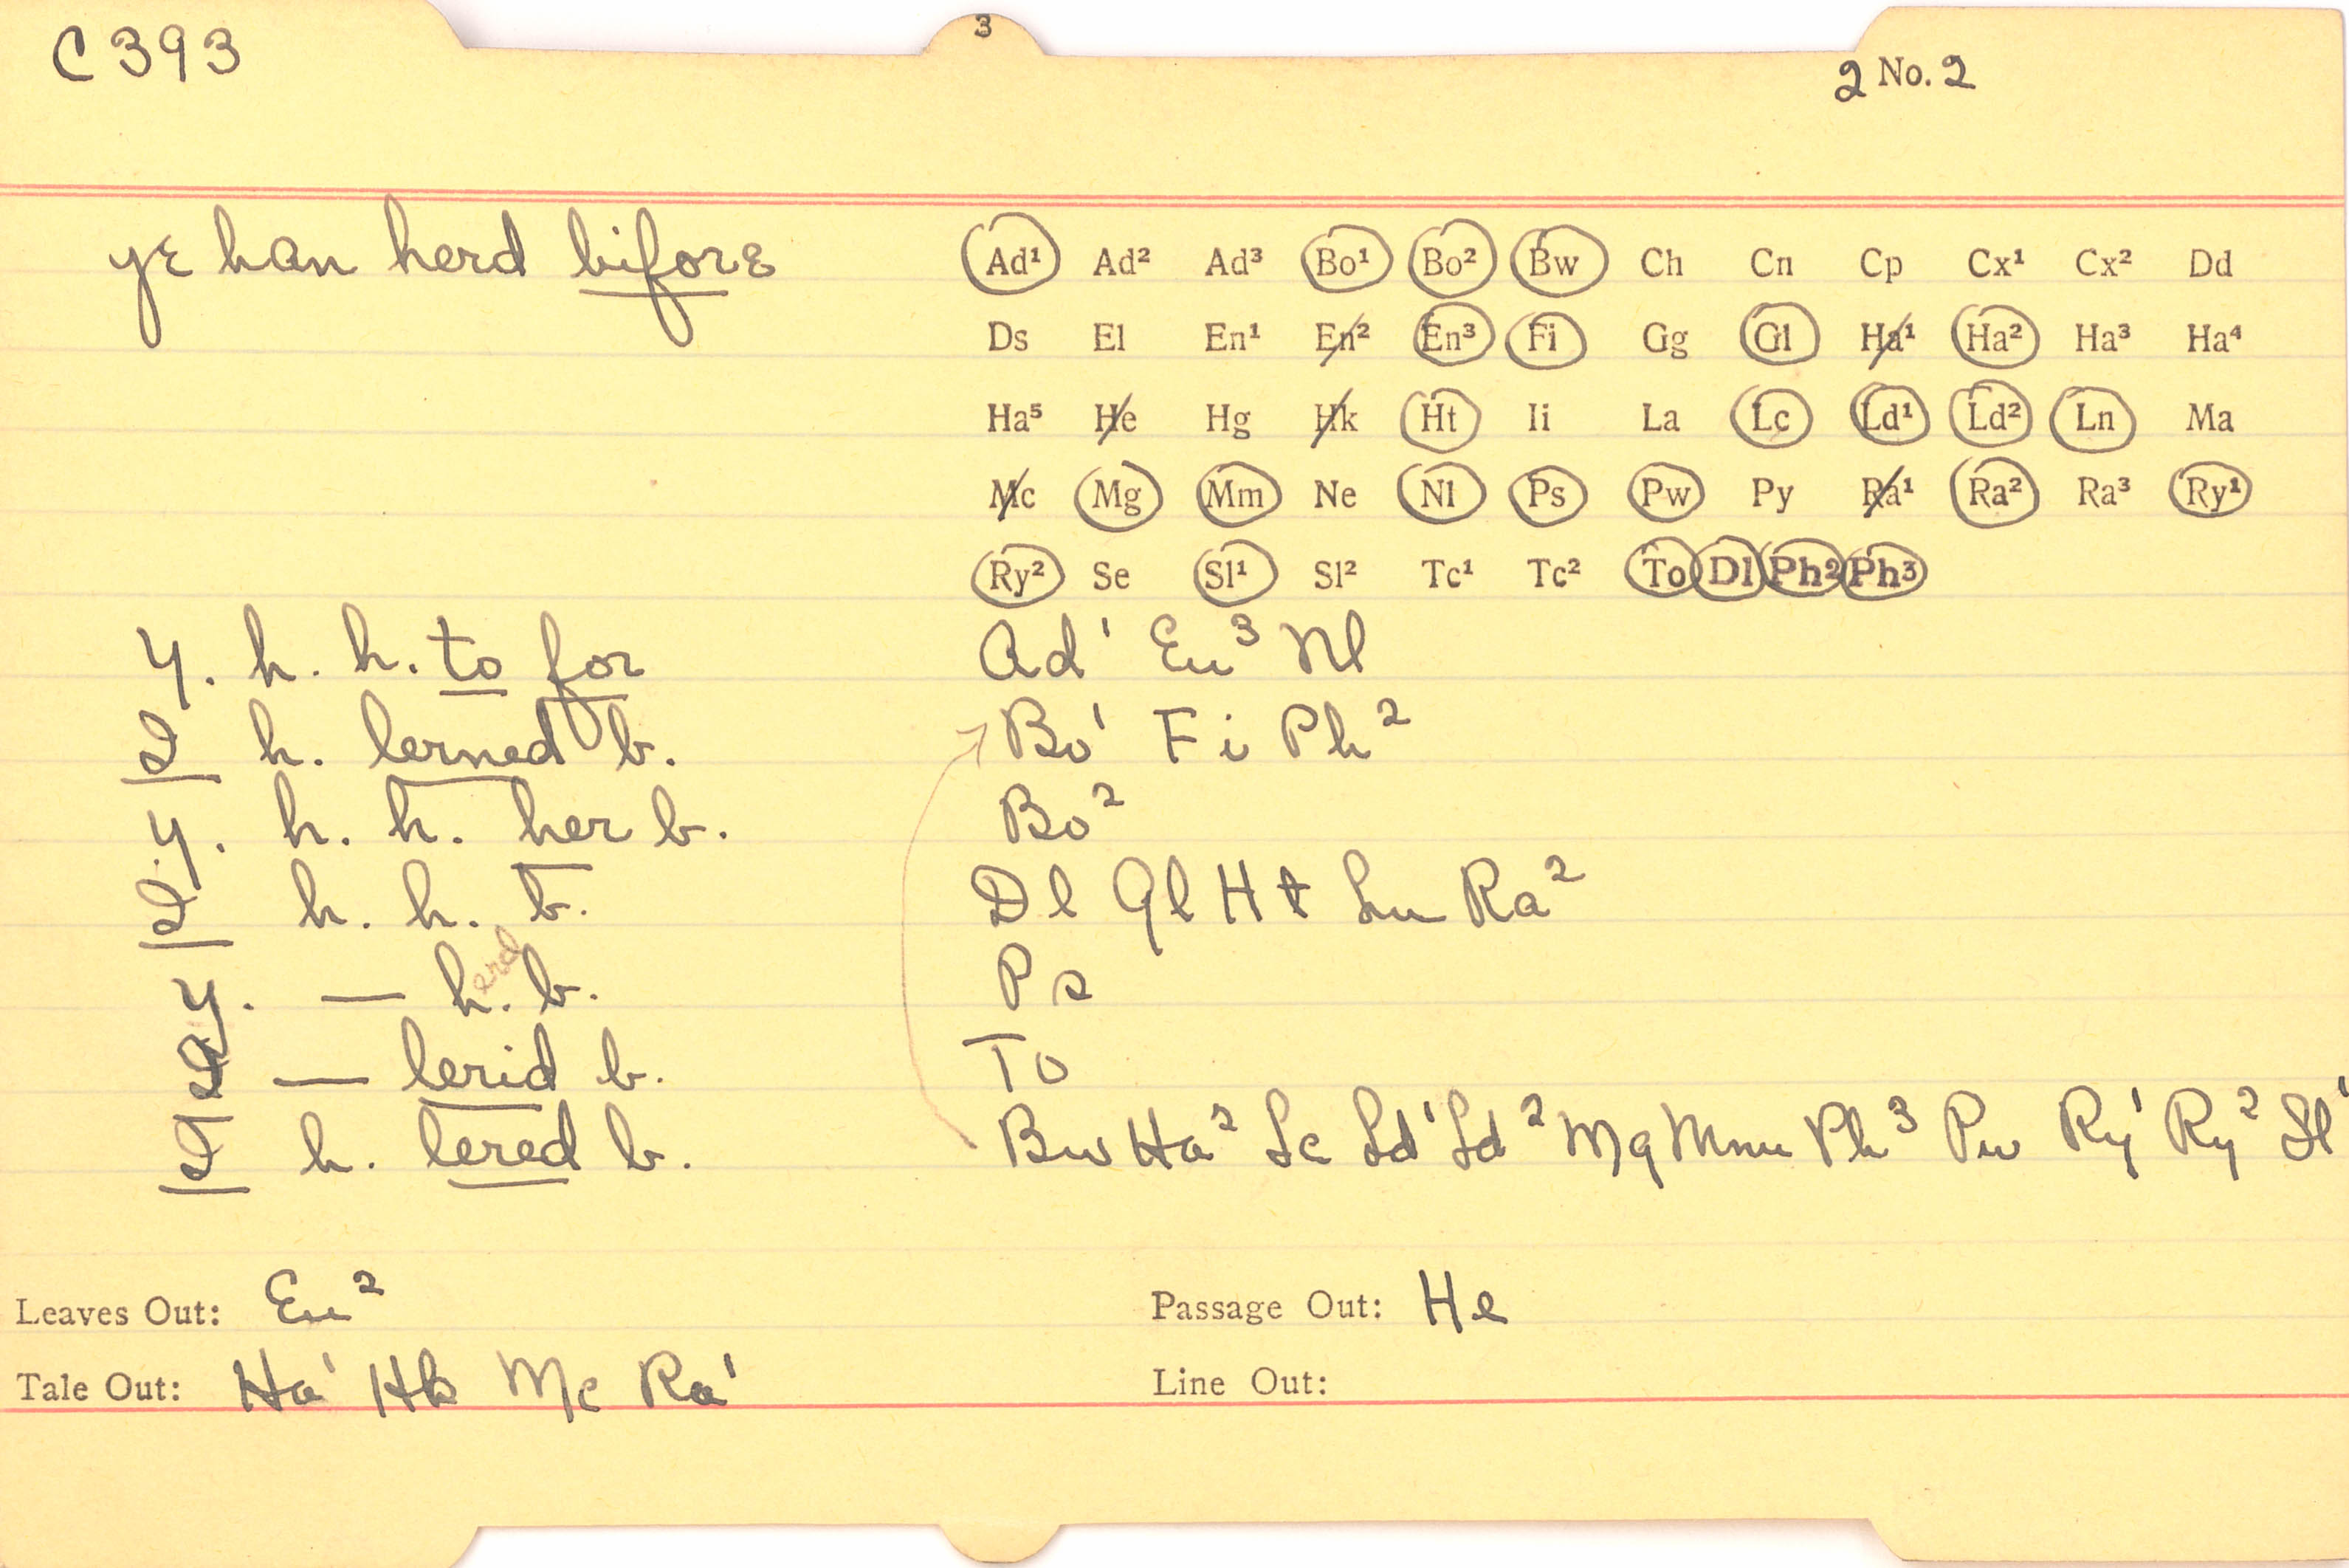 C 393
3
2 No. 2
ye han herd bifore
Ad¹ Ad² Ad³ Bo¹ Bo² Bw Ch Cn Cp Cx¹ Cx² Dd
Ds El En¹ En² En³ Fi Gg Gl Ha¹ Ha² Ha³ Ha⁴
Ha⁵ He Hg Hk Ht Ii La Lc Ld¹ Ld² Ln Ma
Mc Mg Mm Ne Nl Ps Pw Py Ra¹ Ra² Ra³ Ry¹
Ry² Se Sl¹ Sl² Tc¹ Tc² To Dl Ph2 Ph3
y. h. h. to for Ad¹ En³ Nl
I h. lerned b. Bo¹ Fi Ph²
y. h. h. her b. Bo²
I h. h. b. Dl Gl Ht Ln Ra²
y. — h. erd b. Ps
I — lerid b. To
I h. lered b. Bw Ha² Lc Ld¹ Ld² Mg Mm Ph³ Pw Ry¹ Ry² Sl¹
Leaves Out: En² Passage Out: He
Tale Out: Ha¹ Hk Mc Ra¹ Line Out: